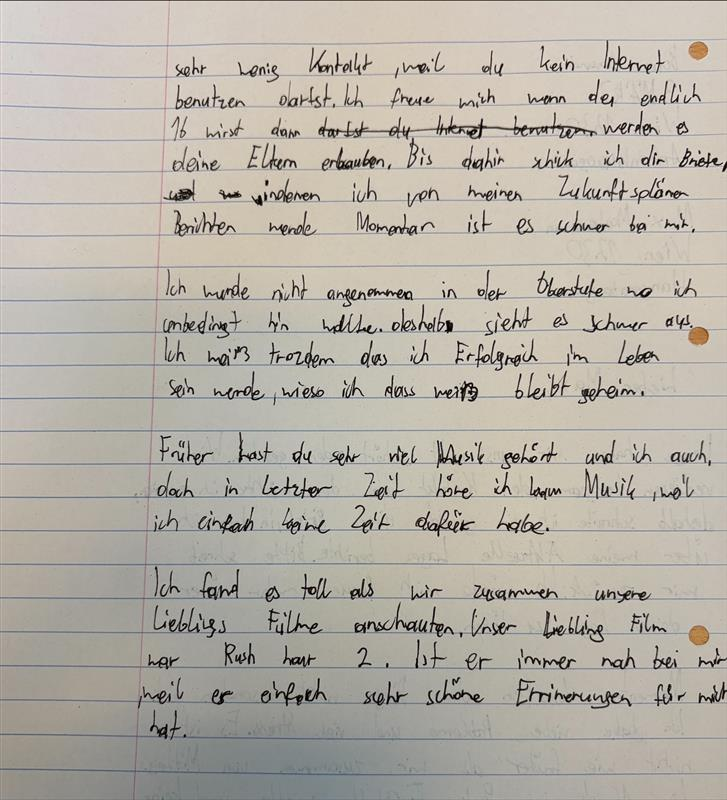 sehr wenig Kontakt, weil du kein Internet
benutzen darfst. Ich freue mich wenn der endlich
16 wirst dann darfst du Internet benutzen werden es
deine Eltern erlauben. Bis dahin schick ich dir Briefe,
indenen ich von meinen Zukunftsplänen
Berichten werde Momentan ist es schwer bei mir.
Ich wurde nicht angenommen in der Oberstufe wo ich
unbedingt hin wollte. deshalb sieht es schwer aus.
Ich weiß trozdem das ich Erfolgreich im Leben
sein werde, wieso ich dass weiß bleibt geheim.
Früher hast du sehr viel Musik gehört und ich auch,
doch in Letzter Zeit höre ich kaum Musik, weil
ich einfach keine Zeit dafür habe.
Ich fand es toll als wir zusammen unsere
Lieblings Filme anschauten. Unser Liebling Film
war Rush hour 2. Ist er immer nah bei mir
, weil er einfach sehr schöne Errinerungen für mich
hat.